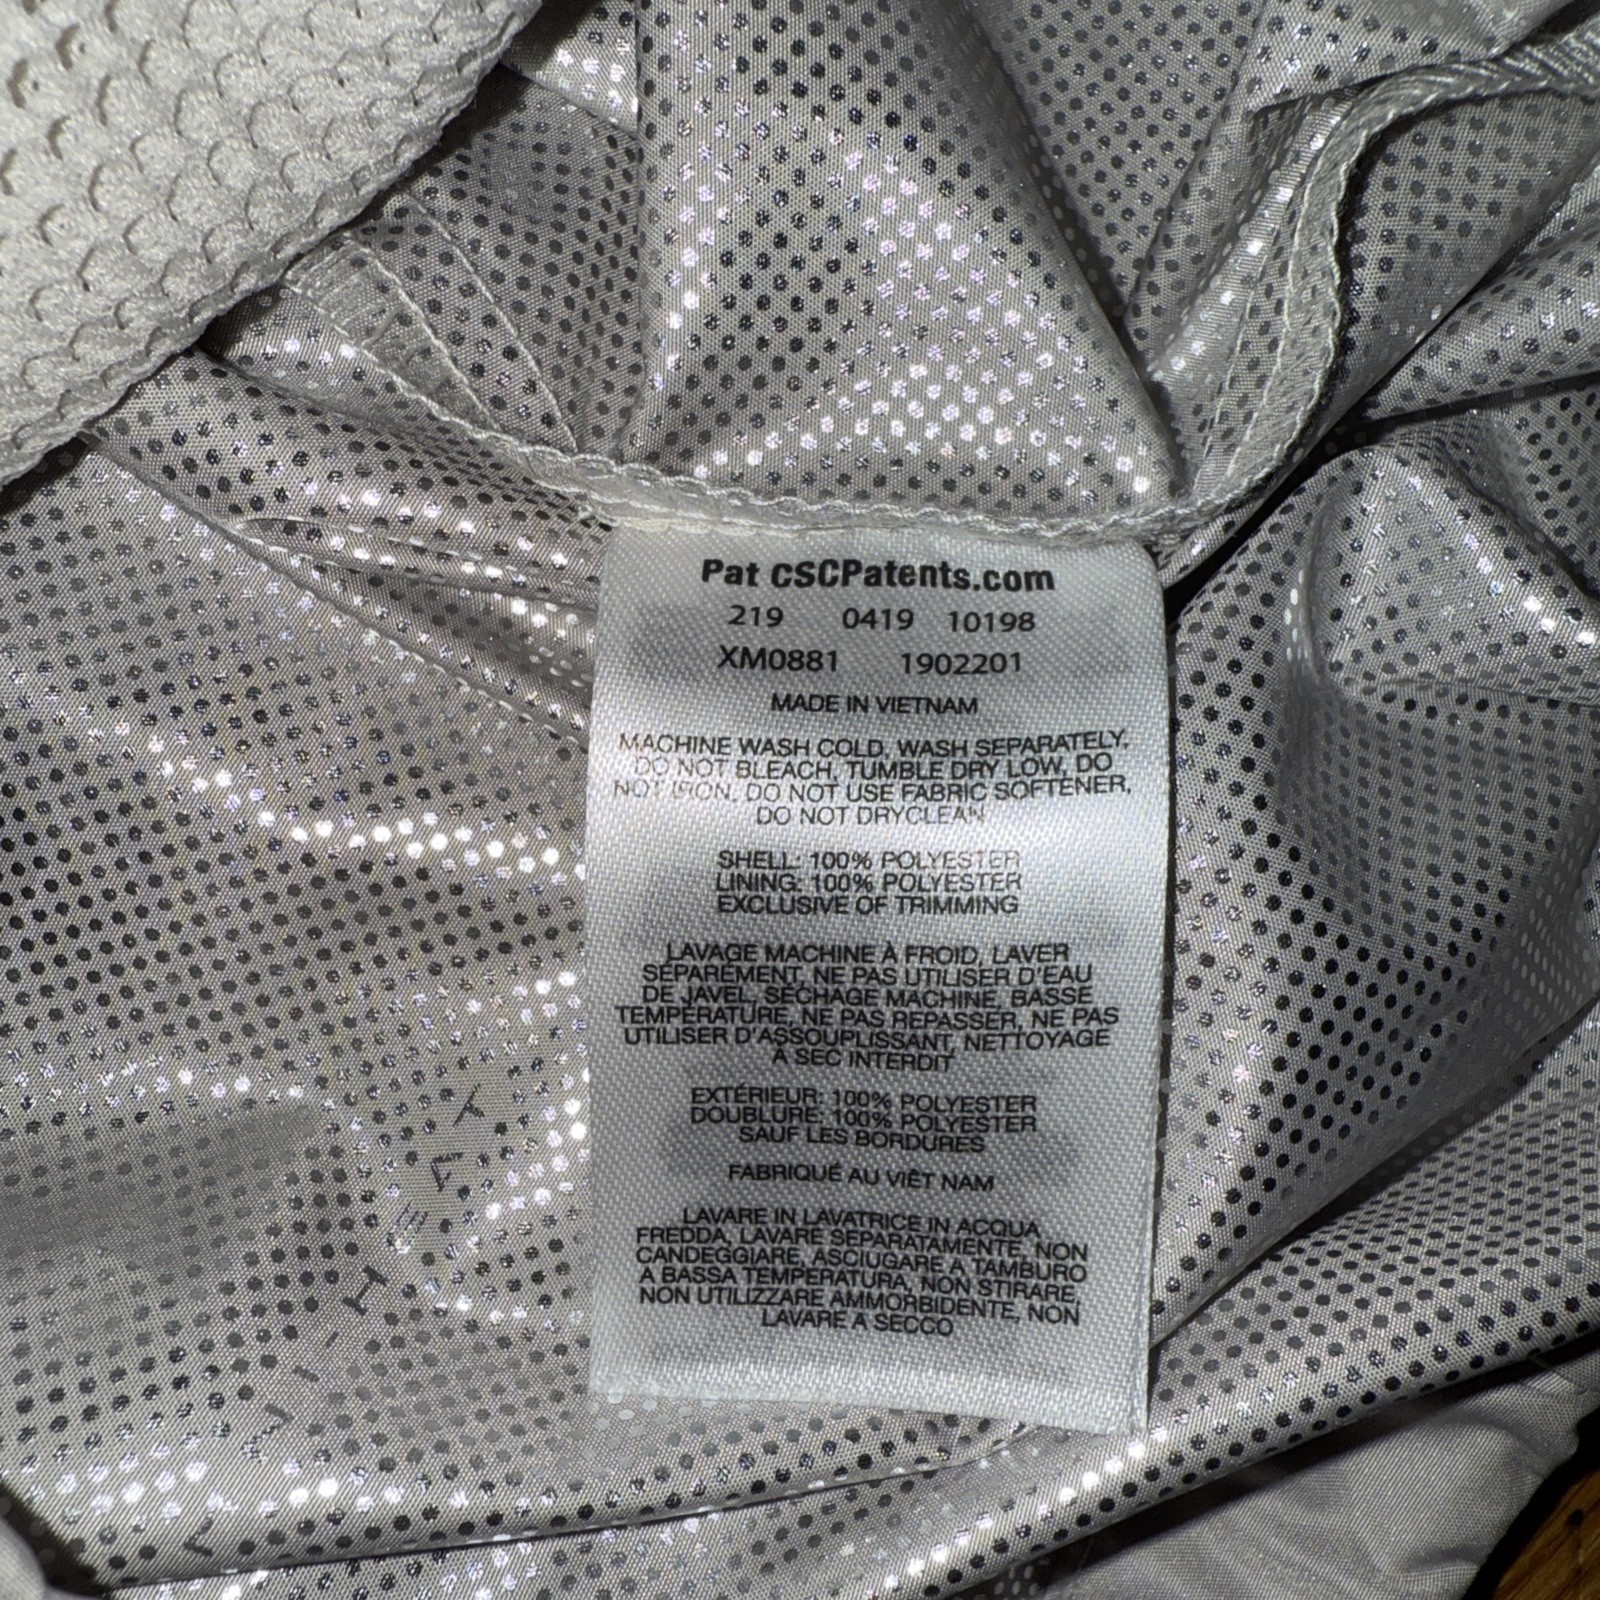 Pat CSCPatents.com
219 0419 10198
XM0881 1902201
MADE IN VIETNAM
MACHINE WASH COLD, WASH SEPARATELY,
DO NOT BLEACH, TUMBLE DRY LOW, DO
NOT IRON, DO NOT USE FABRIC SOFTENER,
DO NOT DRYCLEAN
SHELL: 100% POLYESTER
LINING: 100% POLYESTER
EXCLUSIVE OF TRIMMING
LAVAGE MACHINE À FROID, LAVER
SÉPARÉMENT, NE PAS UTILISER D'EAU
DE JAVEL, SÉCHAGE MACHINE, BASSE
TEMPÉRATURE, NE PAS REPASSER, NE PAS
UTILISER D'ASSOUPLISSANT, NETTOYAGE
À SEC INTERDIT
EXTÉRIEUR: 100% POLYESTER
DOUBLURE: 100% POLYESTER
SAUF LES BORDURES
FABRIQUÉ AU VIÊT NAM
LAVARE IN LAVATRICE IN ACQUA
FREDDA, LAVARE SEPARATAMENTE, NON
CANDEGGIARE, ASCIUGARE A TAMBURO
A BASSA TEMPERATURA, NON STIRARE,
NON UTILIZZARE AMMORBIDENTE, NON
LAVARE A SECCO